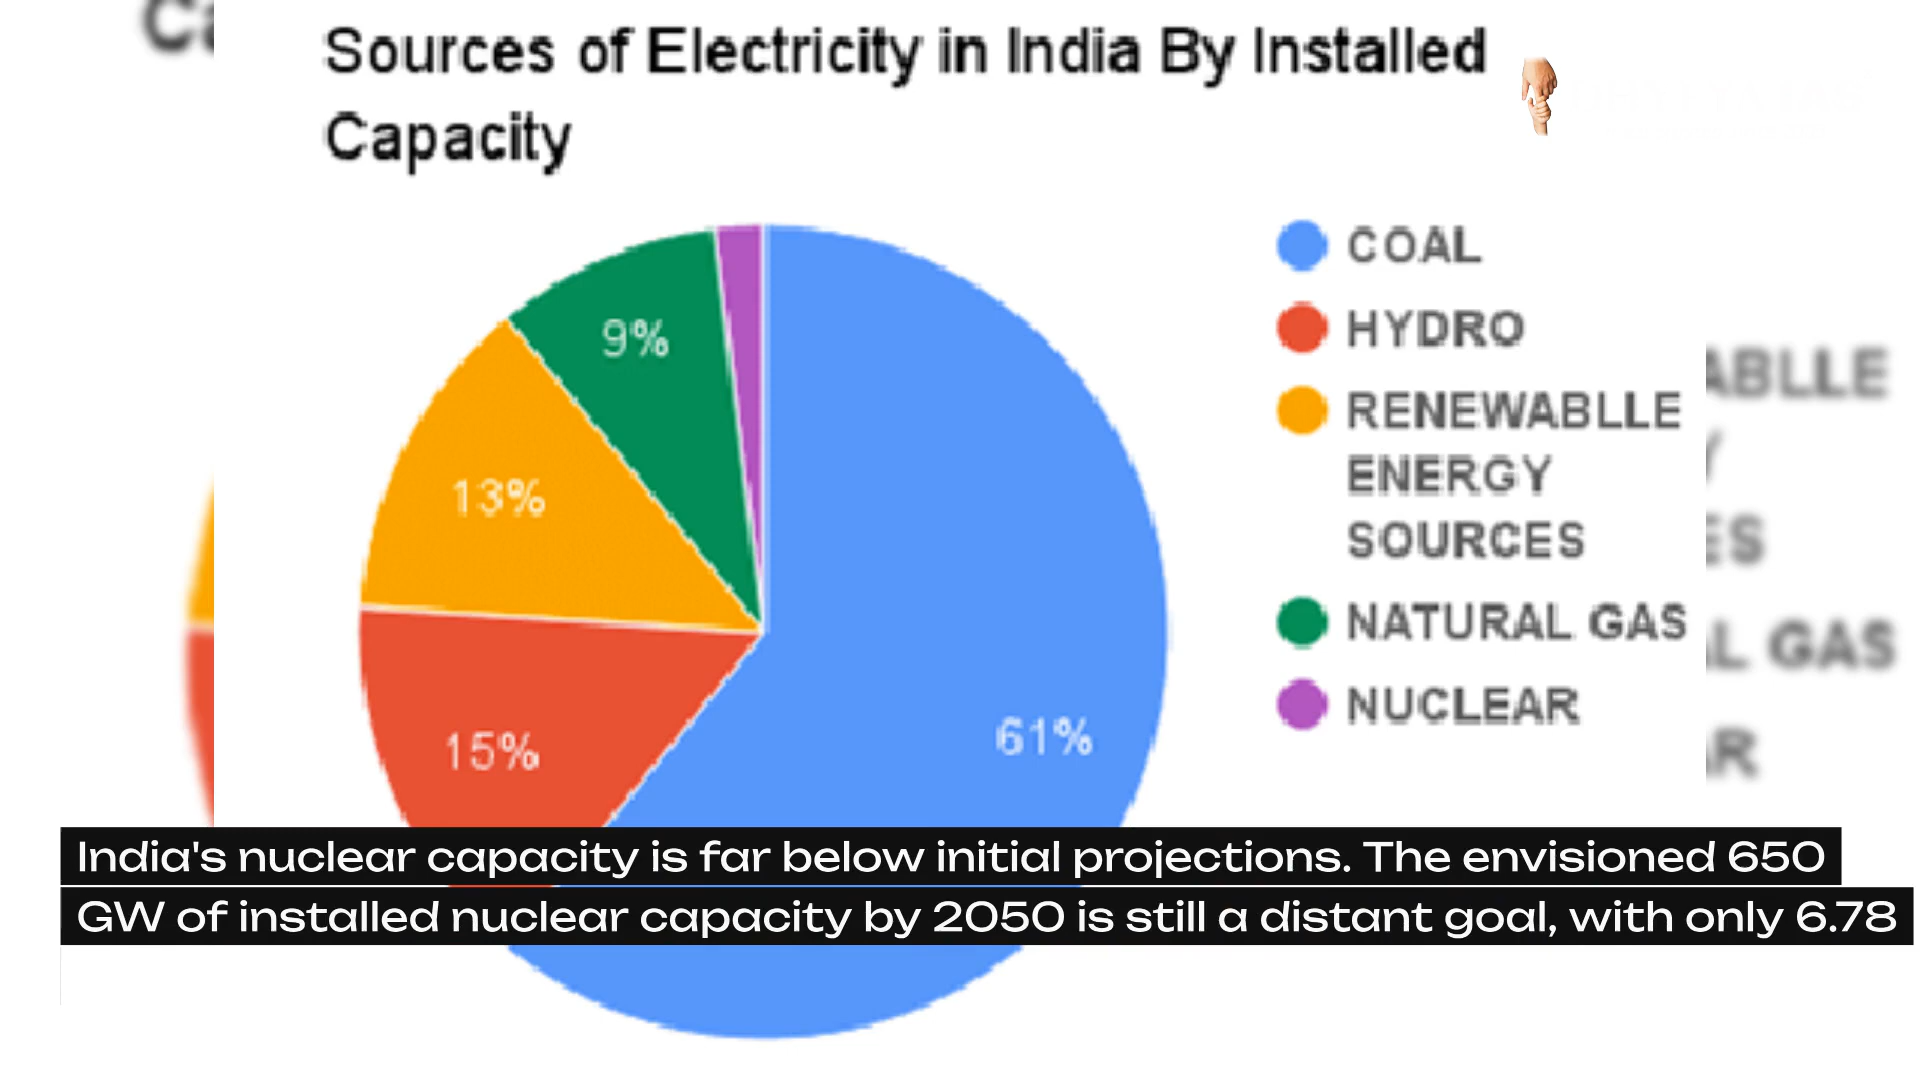 Sources of Electricity in India By Installed
Capacity
COAL
HYDRO
RENEWABLLE
ENERGY
SOURCES
NATURAL GAS
NUCLEAR
9%
13%
15%
61%
India's nuclear capacity is far below initial projections. The envisioned 650
GW of installed nuclear capacity by 2050 is still a distant goal, with only 6.78